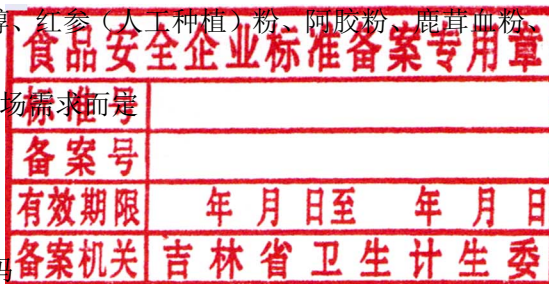 、红参（人工种植）粉、阿胶粉、鹿茸血粉、
食品安全企业标准备案专用章
场需求而定
标准号
备案号
有效期限 年 月 日至 年 月 日
备案机关 吉林省卫生计生委